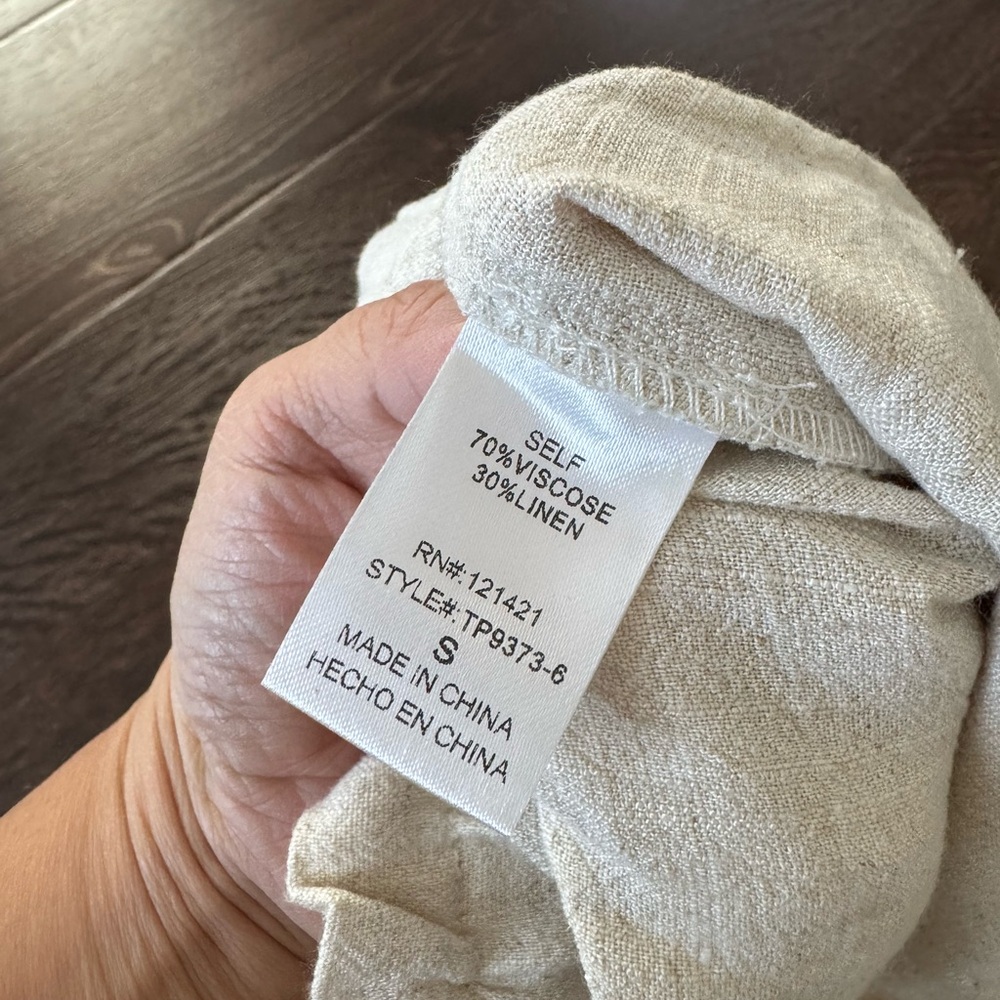 SELF
70%VISCOSE
30%LINEN
RN#:121421
STYLE#:TP9373-6
S
MADE IN CHINA
HECHO EN CHINA